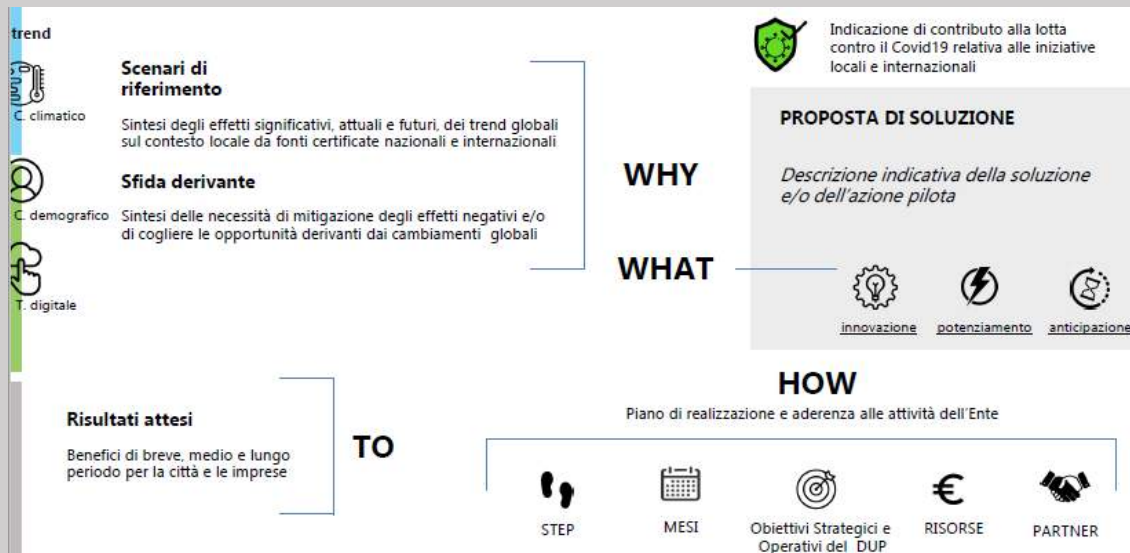 trend
C. climatico
C. demografico
T. digitale
Scenari di
riferimento
Sintesi degli effetti significativi, attuali e futuri, dei trend globali
sul contesto locale da fonti certificate nazionali e internazionali
Sfida derivante
Sintesi delle necessità di mitigazione degli effetti negativi e/o
di cogliere le opportunità derivanti dai cambiamenti globali
WHY
WHAT
Indicazione di contributo alla lotta
contro il Covid19 relativa alle iniziative
locali e internazionali
PROPOSTA DI SOLUZIONE
Descrizione indicativa della soluzione
e/o dell'azione pilota
innovazione
potenziamento
anticipazione
Risultati attesi
Benefici di breve, medio e lungo
periodo per la città e le imprese
TO
HOW
Piano di realizzazione e aderenza alle attività dell'Ente
STEP
MESI
Obiettivi Strategici e
Operativi del DUP
€
RISORSE
PARTNER